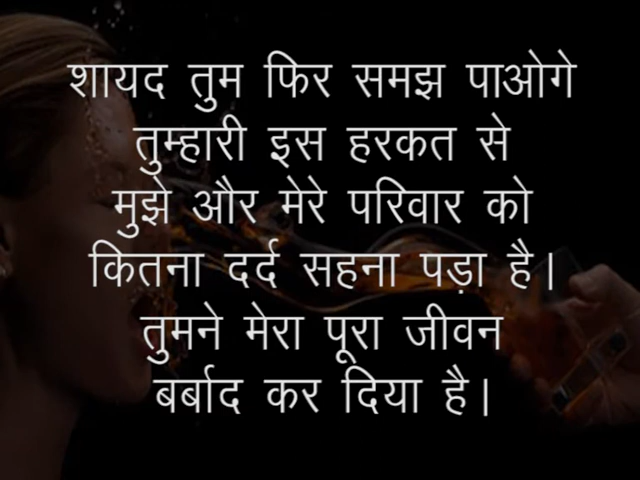 शायद तुम फिर समझ पाओगे
तुम्हारी इस हरकत से
मुझे और मेरे परिवार को
कितना दर्द सहना पड़ा है।
तुमने मेरा पूरा जीवन
बर्बाद कर दिया है।